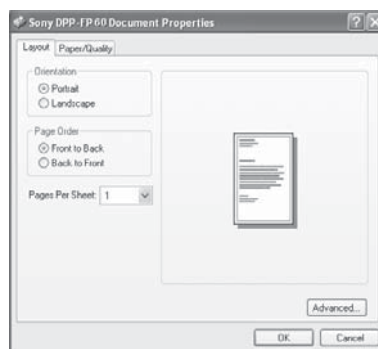 Sony DPP-FP60 Document Properties
Layout
Paper/Quality
Orientation
Portrait
Landscape
Page Order
Front to Back
Back to Front
Pages Per Sheet: 1
Advanced...
OK
Cancel